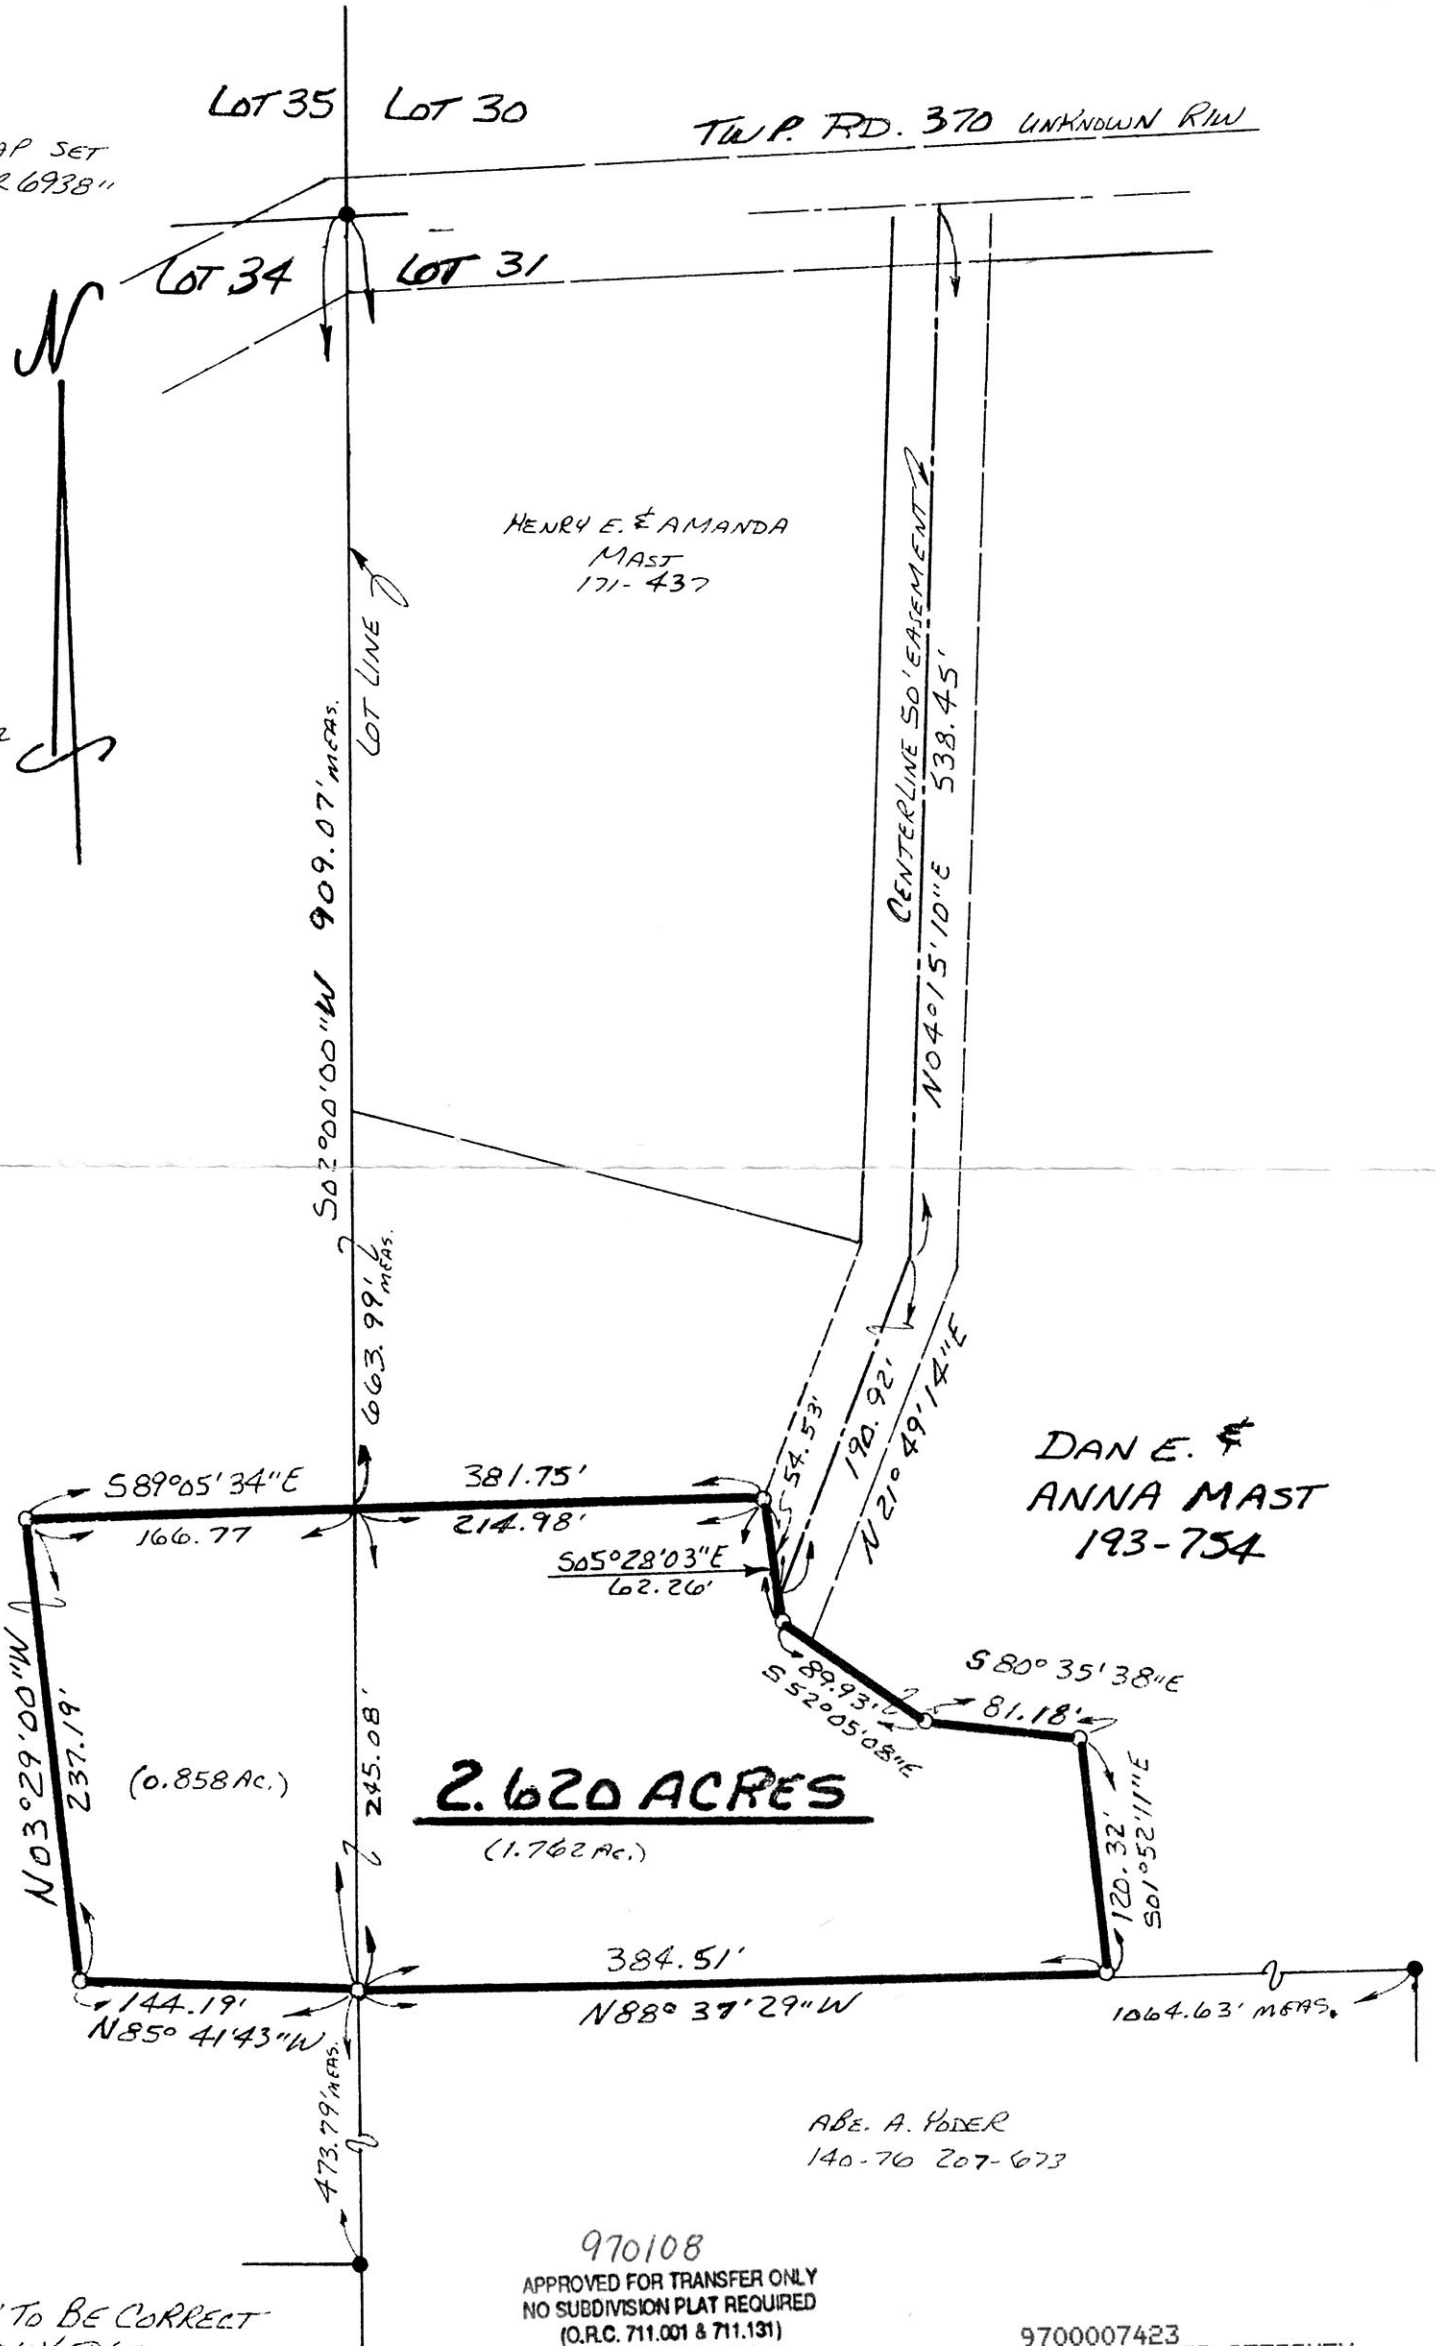 LOT 35
LOT 30
TWP. RD. 370 UNKNOWN R/W
AP SET
R 6938"
LOT 34
LOT 31
N
HENRY E. & AMANDA
MAST
171-437
LOT LINE
S02°00'00"W 909.07' MEAS.
CENTERLINE 50' EASEMENT
N04°15'10"E 538.45'
663.99' MEAS.
54.53'
190.92'
N21°49'14"E
DAN E. &
ANNA MAST
193-754
S89°05'34"E
381.75'
166.77
214.98'
S05°28'03"E
62.26'
N03°29'00"W
237.19'
(0.858 AC.)
245.08'
2.620 ACRES
(1.762 AC.)
89.93'
S52°05'08"E
S80°35'38"E
81.18'
120.32'
S01°52'11"E
384.51'
N88°37'29"W
144.19'
N85°41'43"W
1064.63' MEAS.
473.79' MEAS.
ABE. A. YODER
140-76 207-673
970108
APPROVED FOR TRANSFER ONLY
NO SUBDIVISION PLAT REQUIRED
(O.R.C. 711.001 & 711.131)
TO BE CORRECT
9700007423